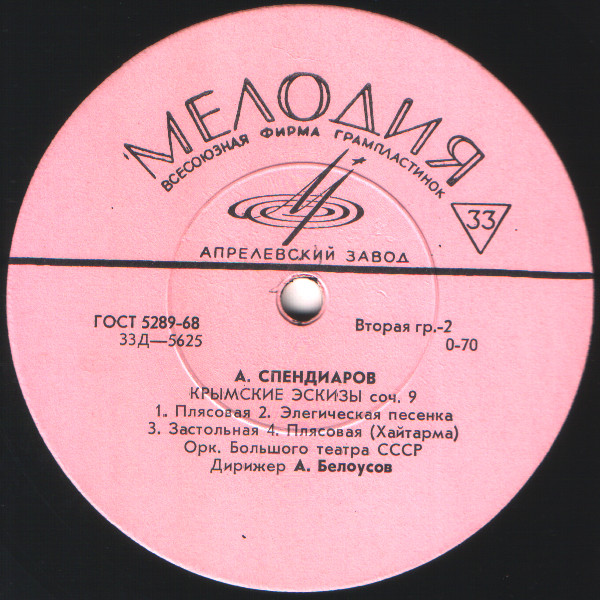 МЕЛОДИЯ
ВСЕСОЮЗНАЯ ФИРМА ГРАМПЛАСТИНОК
33
АПРЕЛЕВСКИЙ ЗАВОД
ГОСТ 5289-68
33Д—5625
Вторая гр.-2
0-70
А. СПЕНДИАРОВ
КРЫМСКИЕ ЭСКИЗЫ соч. 9
1. Плясовая 2. Элегическая песенка
3. Застольная 4. Плясовая (Хайтарма)
Орк. Большого театра СССР
Дирижер А. Белоусов